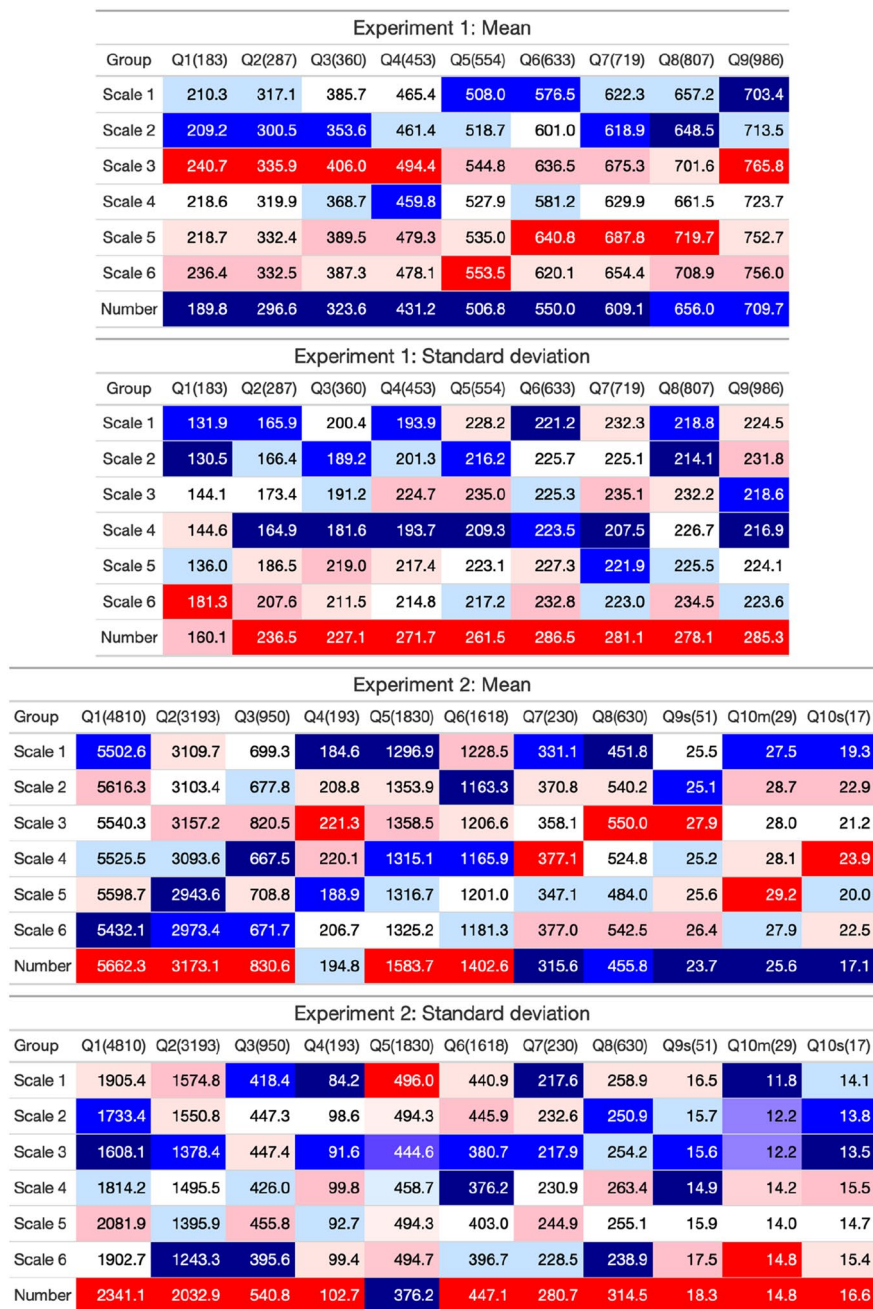 Experiment 1: Mean
Group Q1(183) Q2(287) Q3(360) Q4(453) Q5(554) Q6(633) Q7(719) Q8(807) Q9(986)
Scale 1 210.3 317.1 385.7 465.4 508.0 576.5 622.3 657.2 703.4
Scale 2 209.2 300.5 353.6 461.4 518.7 601.0 618.9 648.5 713.5
Scale 3 240.7 335.9 406.0 494.4 544.8 636.5 675.3 701.6 765.8
Scale 4 218.6 319.9 368.7 459.8 527.9 581.2 629.9 661.5 723.7
Scale 5 218.7 332.4 389.5 479.3 535.0 640.8 687.8 719.7 752.7
Scale 6 236.4 332.5 387.3 478.1 553.5 620.1 654.4 708.9 756.0
Number 189.8 296.6 323.6 431.2 506.8 550.0 609.1 656.0 709.7
Experiment 1: Standard deviation
Group Q1(183) Q2(287) Q3(360) Q4(453) Q5(554) Q6(633) Q7(719) Q8(807) Q9(986)
Scale 1 131.9 165.9 200.4 193.9 228.2 221.2 232.3 218.8 224.5
Scale 2 130.5 166.4 189.2 201.3 216.2 225.7 225.1 214.1 231.8
Scale 3 144.1 173.4 191.2 224.7 235.0 225.3 235.1 232.2 218.6
Scale 4 144.6 164.9 181.6 193.7 209.3 223.5 207.5 226.7 216.9
Scale 5 136.0 186.5 219.0 217.4 223.1 227.3 221.9 225.5 224.1
Scale 6 181.3 207.6 211.5 214.8 217.2 232.8 223.0 234.5 223.6
Number 160.1 236.5 227.1 271.7 261.5 286.5 281.1 278.1 285.3
Experiment 2: Mean
Group Q1(4810) Q2(3193) Q3(950) Q4(193) Q5(1830) Q6(1618) Q7(230) Q8(630) Q9s(51) Q10m(29) Q10s(17)
Scale 1 5502.6 3109.7 699.3 184.6 1296.9 1228.5 331.1 451.8 25.5 27.5 19.3
Scale 2 5616.3 3103.4 677.8 208.8 1353.9 1163.3 370.8 540.2 25.1 28.7 22.9
Scale 3 5540.3 3157.2 820.5 221.3 1358.5 1206.6 358.1 550.0 27.9 28.0 21.2
Scale 4 5525.5 3093.6 667.5 220.1 1315.1 1165.9 377.1 524.8 25.2 28.1 23.9
Scale 5 5598.7 2943.6 708.8 188.9 1316.7 1201.0 347.1 484.0 25.6 29.2 20.0
Scale 6 5432.1 2973.4 671.7 206.7 1325.2 1181.3 377.0 542.5 26.4 27.9 22.5
Number 5662.3 3173.1 830.6 194.8 1583.7 1402.6 315.6 455.8 23.7 25.6 17.1
Experiment 2: Standard deviation
Group Q1(4810) Q2(3193) Q3(950) Q4(193) Q5(1830) Q6(1618) Q7(230) Q8(630) Q9s(51) Q10m(29) Q10s(17)
Scale 1 1905.4 1574.8 418.4 84.2 496.0 440.9 217.6 258.9 16.5 11.8 14.1
Scale 2 1733.4 1550.8 447.3 98.6 494.3 445.9 232.6 250.9 15.7 12.2 13.8
Scale 3 1608.1 1378.4 447.4 91.6 444.6 380.7 217.9 254.2 15.6 12.2 13.5
Scale 4 1814.2 1495.5 426.0 99.8 458.7 376.2 230.9 263.4 14.9 14.2 15.5
Scale 5 2081.9 1395.9 455.8 92.7 494.3 403.0 244.9 255.1 15.9 14.0 14.7
Scale 6 1902.7 1243.3 395.6 99.4 494.7 396.7 228.5 238.9 17.5 14.8 15.4
Number 2341.1 2032.9 540.8 102.7 376.2 447.1 280.7 314.5 18.3 14.8 16.6